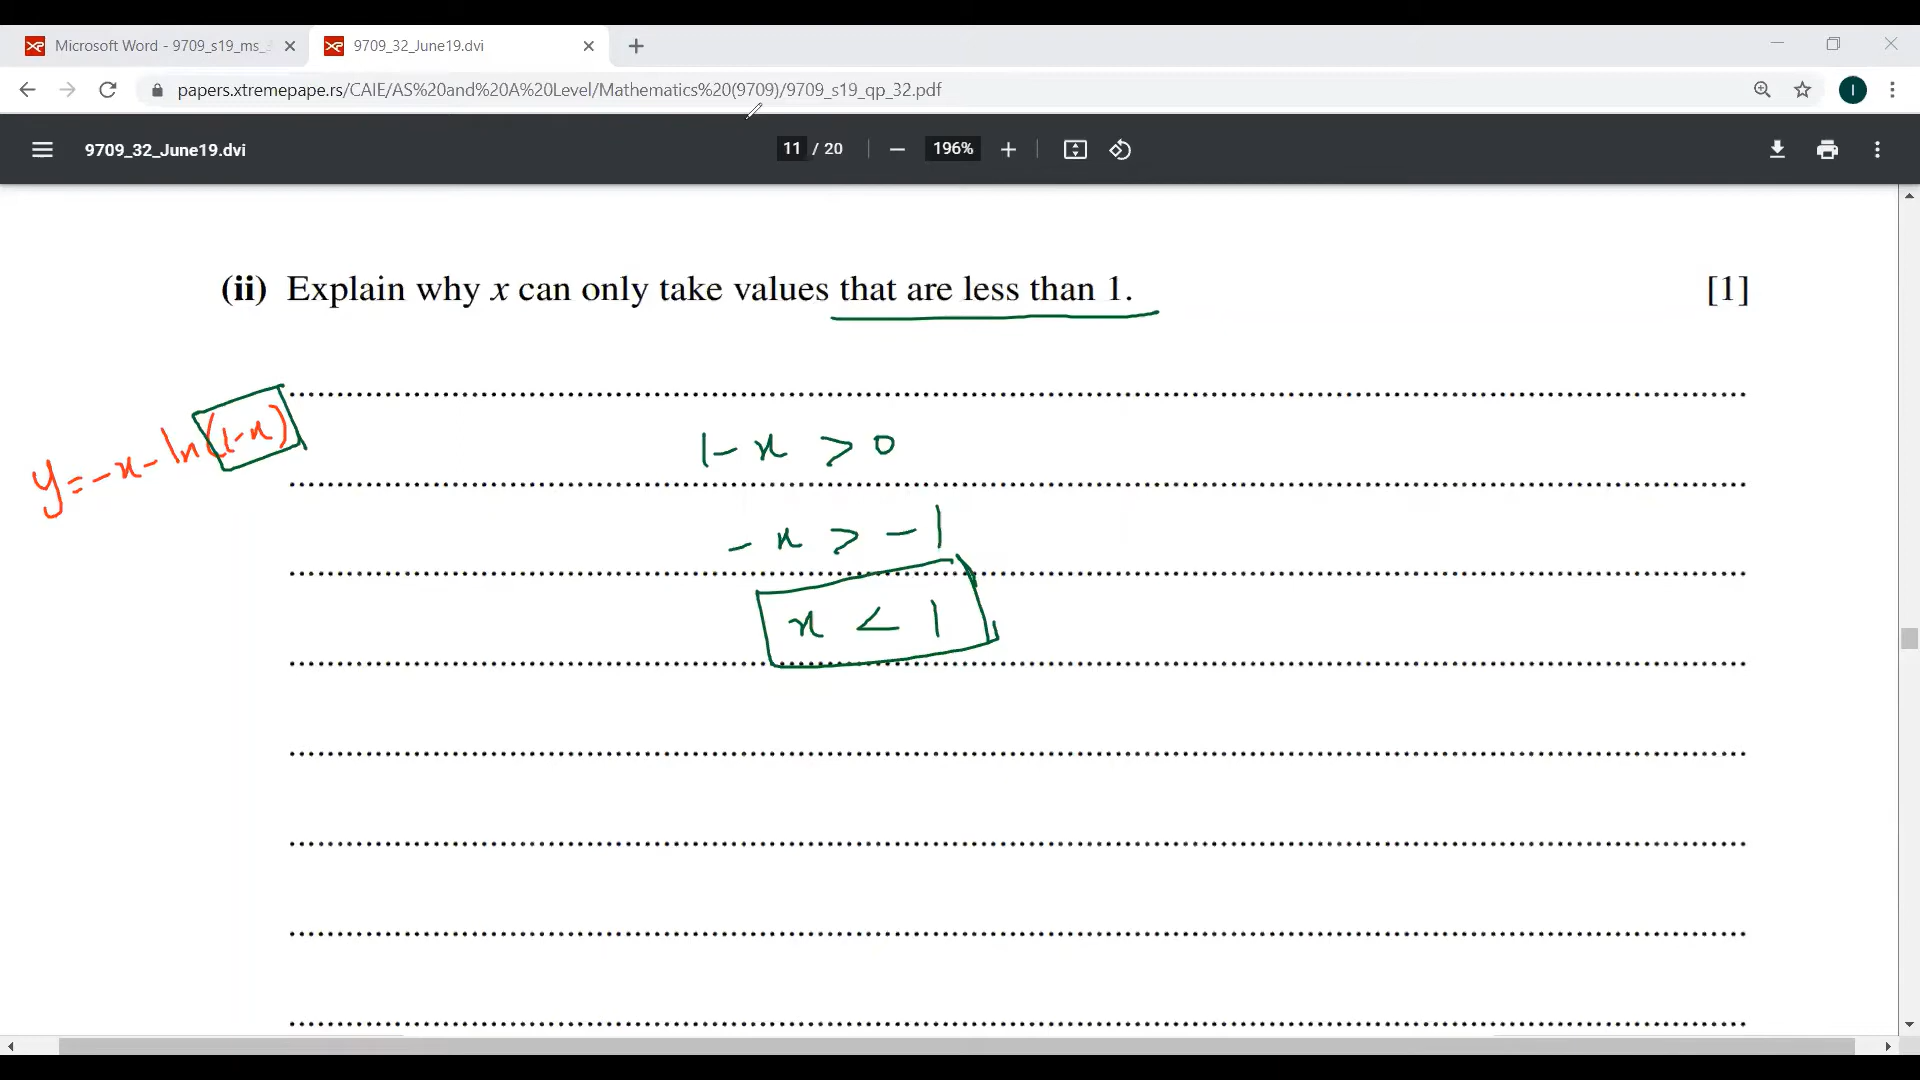 Microsoft Word - 9709_s19_ms_
9709_32_June19.dvi
papers.xtremepape.rs/CAIE/AS%20and%20A%20Level/Mathematics%20(9709)/9709_s19_qp_32.pdf
I
9709_32_June19.dvi
11 / 20
196%
(ii) Explain why x can only take values that are less than 1. [1]
y = -x - ln(1-x)
1 - x > 0
- x > - 1
x < 1